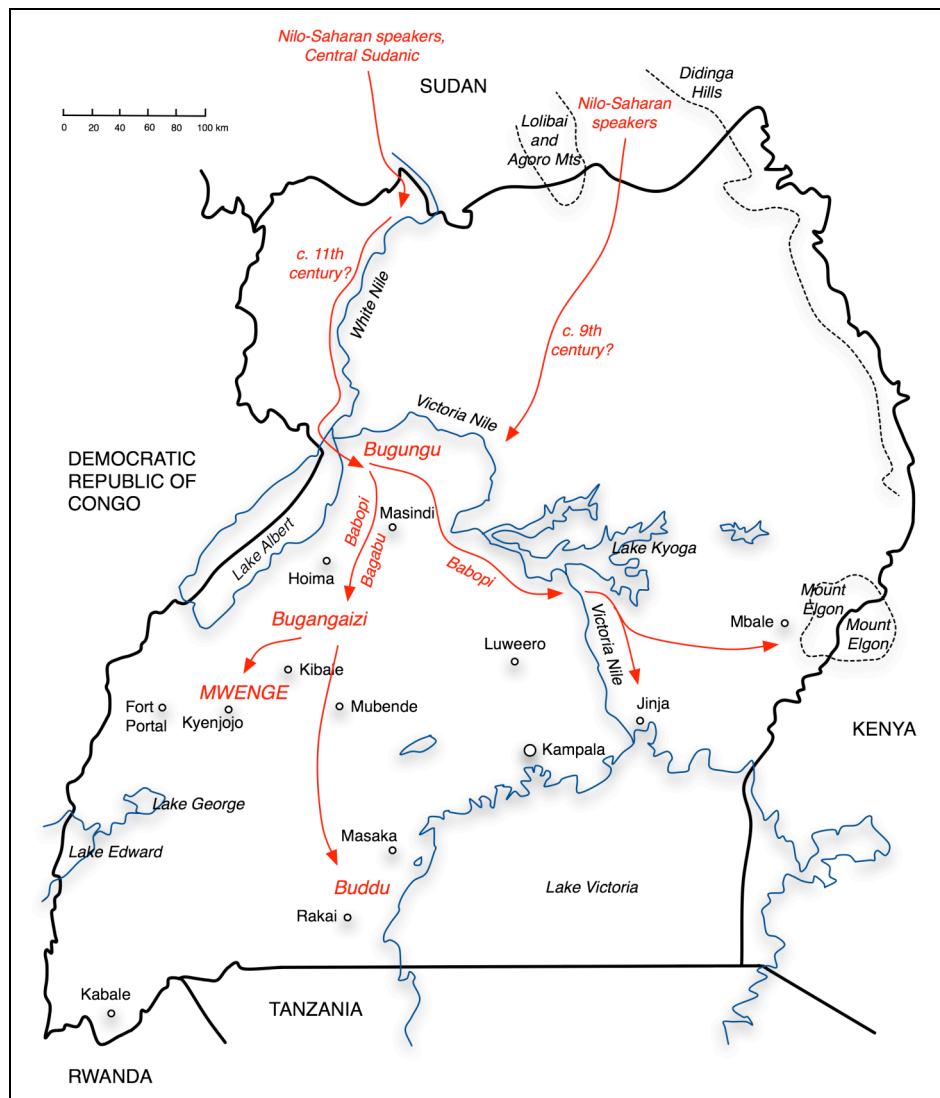 Nilo-Saharan speakers,
Central Sudanic
SUDAN
Didinga
Hills
0 20 40 60 80 100 km
Lolibai
and
Agoro Mts
Nilo-Saharan
speakers
c. 11th
century?
White Nile
c. 9th
century?
Victoria Nile
Bugungu
DEMOCRATIC
REPUBLIC OF
CONGO
Babopi
Bagabu
Masindi
Lake Albert
Hoima
Babopi
Lake Kyoga
Bugangaizi
Victoria Nile
Mbale
Mount
Elgon
Mount
Elgon
Luweero
Kibale
MWENGE
Fort
Portal
Kyenjojo
Mubende
Jinja
KENYA
Kampala
Lake George
Lake Edward
Masaka
Buddu
Lake Victoria
Rakai
Kabale
TANZANIA
RWANDA